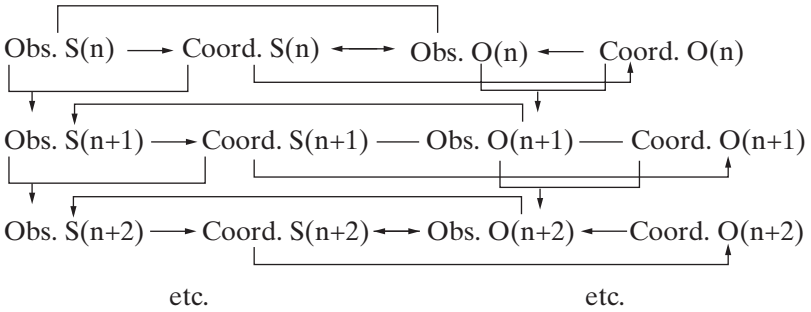 Obs. S(n) Coord. S(n) Obs. O(n) Coord. O(n)
Obs. S(n+1) Coord. S(n+1) Obs. O(n+1) Coord. O(n+1)
Obs. S(n+2) Coord. S(n+2) Obs. O(n+2) Coord. O(n+2)
etc. etc.